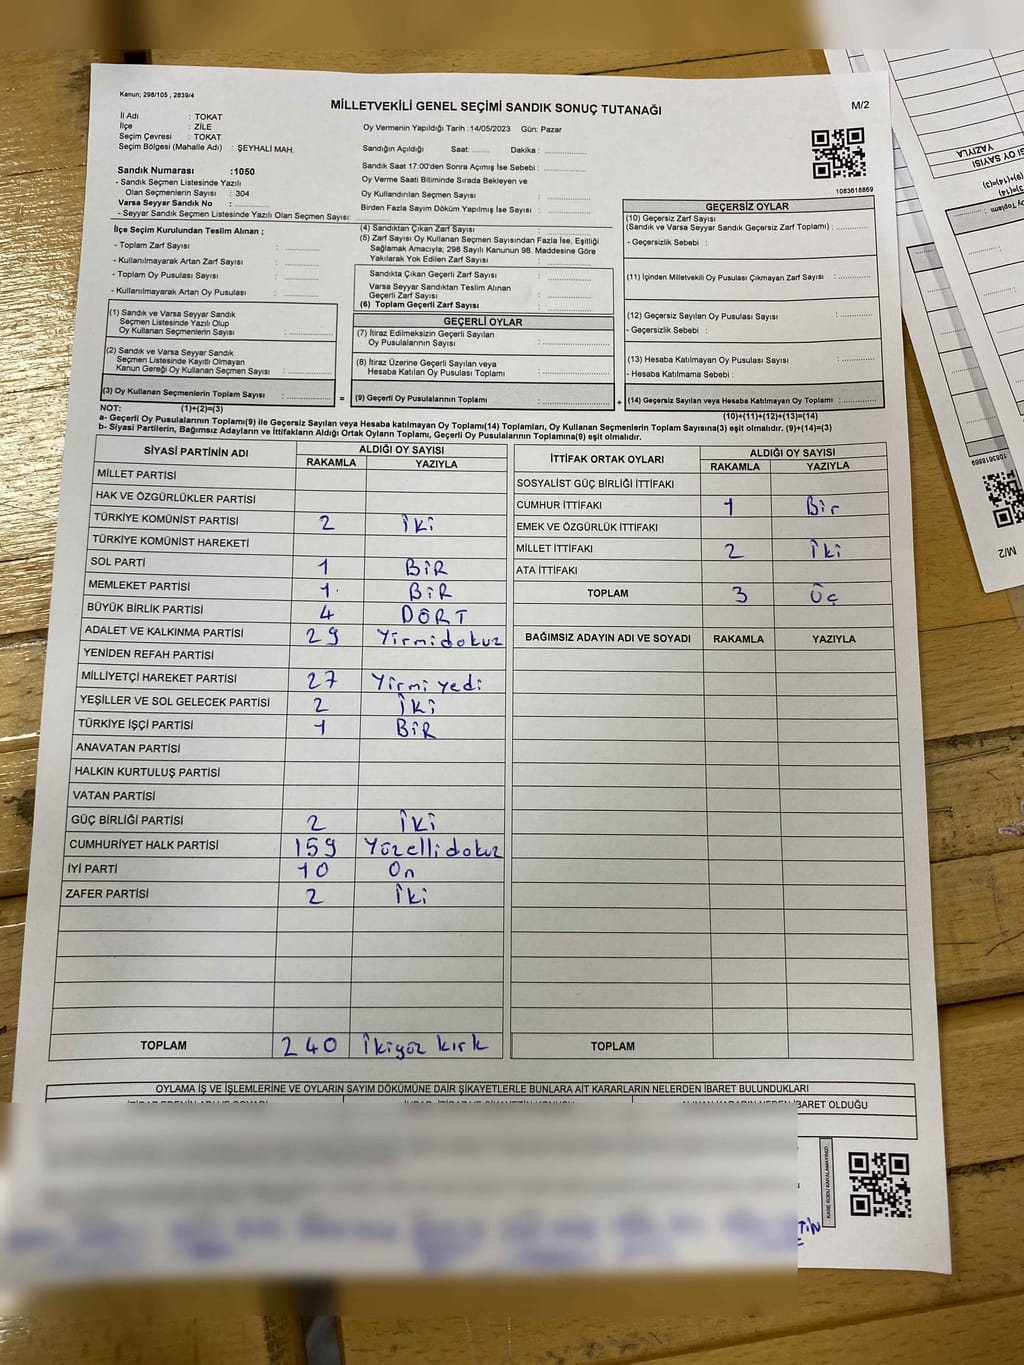 Kanun; 298/105 , 2839/4
MİLLETVEKİLİ GENEL SEÇİMİ SANDIK SONUÇ TUTANAĞI
M/2
İl Adı : TOKAT
İlçe : ZİLE
Seçim Çevresi : TOKAT
Seçim Bölgesi (Mahalle Adı) : ŞEYHALİ MAH.
Oy Vermenin Yapıldığı Tarih :14/05/2023 Gün: Pazar
Sandığın Açıldığı Saat: ........ Dakika : ..............
Sandık Saat 17:00'den Sonra Açımış İse Sebebi : ..............
Oy Verme Saati Bitiminde Sırada Bekleyen ve
Oy Kullandırılan Seçmen Sayısı : ..............
Birden Fazla Sayım Döküm Yapılmış İse Sayısı : ..............
1083618869
Sandık Numarası :1050
- Sandık Seçmen Listesinde Yazılı
Olan Seçmenlerin Sayısı : 304
Varsa Seyyar Sandık No :
- Seyyar Sandık Seçmen Listesinde Yazılı Olan Seçmen Sayısı:
İlçe Seçim Kurulundan Teslim Alınan ;
- Toplam Zarf Sayısı :
- Kullanılmayarak Artan Zarf Sayısı :
- Toplam Oy Pusulası Sayısı :
- Kullanılmayarak Artan Oy Pusulası :
(1) Sandık ve Varsa Seyyar Sandık
Seçmen Listesinde Yazılı Olup
Oy Kullanan Seçmenlerin Sayısı :
(2) Sandık ve Varsa Seyyar Sandık
Seçmen Listesinde Kayıtlı Olmayan
Kanun Gereği Oy Kullanan Seçmen Sayısı :
(3) Oy Kullanan Seçmenlerin Toplam Sayısı :
(4) Sandıktan Çıkan Zarf Sayısı :
(5) Zarf Sayısı Oy Kullanan Seçmen Sayısından Fazla İse, Eşitliği
Sağlamak Amacıyla; 298 Sayılı Kanunun 98. Maddesine Göre
Yakılarak Yok Edilen Zarf Sayısı :
Sandıkta Çıkan Geçerli Zarf Sayısı :
Varsa Seyyar Sandıktan Teslim Alınan
Geçerli Zarf Sayısı :
(6) Toplam Geçerli Zarf Sayısı :
GEÇERLİ OYLAR
(7) İtiraz Edilmeksizin Geçerli Sayılan
Oy Pusulalarının Sayısı :
(8) İtiraz Üzerine Geçerli Sayılan veya
Hesaba Katılan Oy Pusulası Toplamı :
= (9) Geçerli Oy Pusulalarının Toplamı :
GEÇERSİZ OYLAR
(10) Geçersiz Zarf Sayısı
(Sandık ve Varsa Seyyar Sandık Geçersiz Zarf Toplamı) :
- Geçersizlik Sebebi :
(11) İçinden Milletvekili Oy Pusulası Çıkmayan Zarf Sayısı :
(12) Geçersiz Sayılan Oy Pusulası Sayısı :
- Geçersizlik Sebebi :
(13) Hesaba Katılmayan Oy Pusulası Sayısı :
- Hesaba Katılmama Sebebi :
+ (14) Geçersiz Sayılan veya Hesaba Katılmayan Oy Toplamı :
NOT: (1)+(2)=(3)
(10)+(11)+(12)+(13)=(14)
a- Geçerli Oy Pusulalarının Toplamı(9) ile Geçersiz Sayılan veya Hesaba katılmayan Oy Toplamı(14) Toplamları, Oy Kullanan Seçmenlerin Toplam Sayısına(3) eşit olmalıdır. (9)+(14)=(3)
b- Siyasi Partilerin, Bağımsız Adayların ve İttifakların Aldığı Ortak Oyların Toplamı, Geçerli Oy Pusulalarının Toplamına(9) eşit olmalıdır.
SİYASİ PARTİNİN ADI ALDIĞI OY SAYISI
RAKAMLA YAZIYLA
MİLLET PARTİSİ
HAK VE ÖZGÜRLÜKLER PARTİSİ
TÜRKİYE KOMÜNİST PARTİSİ 2 İki
TÜRKİYE KOMÜNİST HAREKETİ
SOL PARTİ 1 BİR
MEMLEKET PARTİSİ 1 BİR
BÜYÜK BİRLİK PARTİSİ 4 DÖRT
ADALET VE KALKINMA PARTİSİ 29 Yirmidokuz
YENİDEN REFAH PARTİSİ
MİLLİYETÇİ HAREKET PARTİSİ 27 Yirmi yedi
YEŞİLLER VE SOL GELECEK PARTİSİ 2 İki
TÜRKİYE İŞÇİ PARTİSİ 1 BİR
ANAVATAN PARTİSİ
HALKIN KURTULUŞ PARTİSİ
VATAN PARTİSİ
GÜÇ BİRLİĞİ PARTİSİ 2 İki
CUMHURİYET HALK PARTİSİ 159 Yüzellidokuz
İYİ PARTİ 10 On
ZAFER PARTİSİ 2 İki
TOPLAM 240 İkiyüz kırk
İTTİFAK ORTAK OYLARI ALDIĞI OY SAYISI
RAKAMLA YAZIYLA
SOSYALİST GÜÇ BİRLİĞİ İTTİFAKI
CUMHUR İTTİFAKI 1 Bir
EMEK VE ÖZGÜRLÜK İTTİFAKI
MİLLET İTTİFAKI 2 İki
ATA İTTİFAKI
TOPLAM 3 Üç
BAĞIMSIZ ADAYIN ADI VE SOYADI RAKAMLA YAZIYLA
TOPLAM
OYLAMA İŞ VE İŞLEMLERİNE VE OYLARIN SAYIM DÖKÜMÜNE DAİR ŞİKAYETLERLE BUNLARA AİT KARARLARIN NELERDEN İBARET BULUNDUKLARI
İBARET OLDUĞU
KARE KODU KARALAMAYINIZ!
YAZIYLA
1083618869
M/2